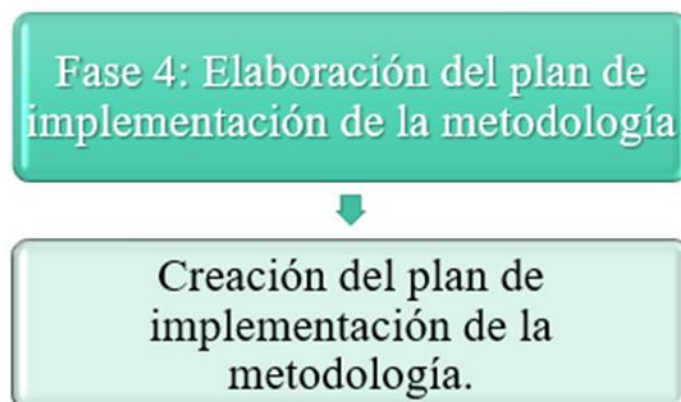 Fase 4: Elaboración del plan de
implementación de la metodología
Creación del plan de
implementación de la
metodología.